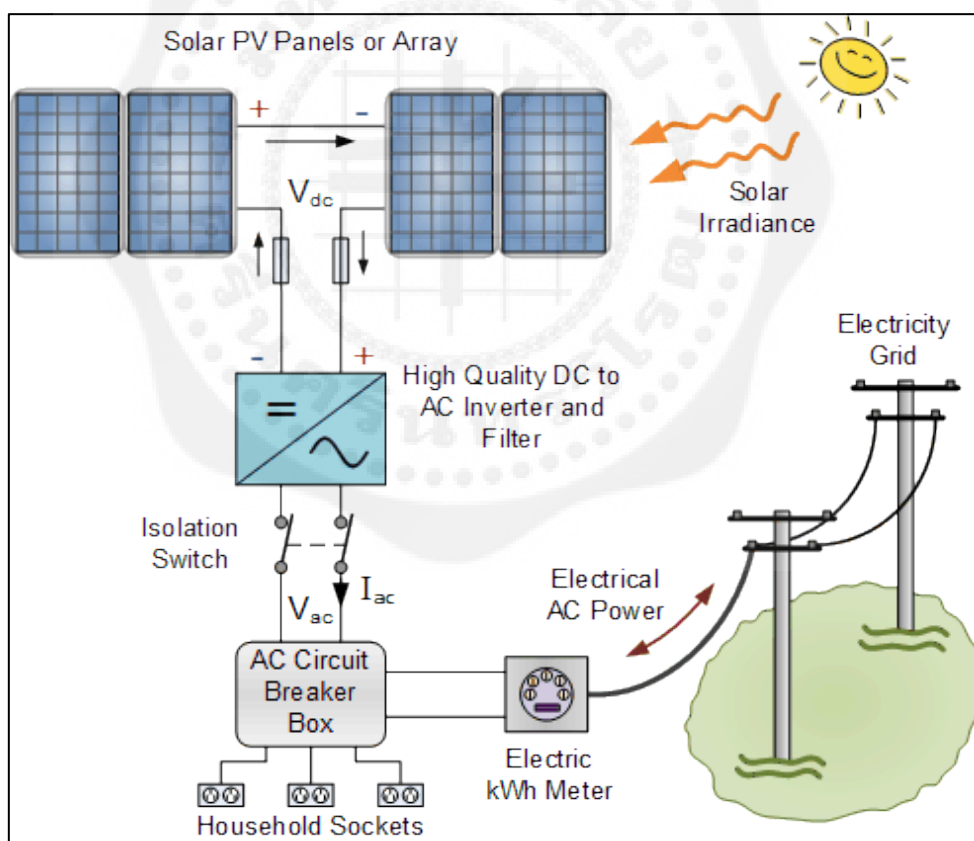 Solar PV Panels or Array
+
-
Vdc
Solar
Irradiance
-
+
High Quality DC to
AC Inverter and
Filter
Electricity
Grid
Isolation
Switch
Iac
Vac
Electrical
AC Power
AC Circuit
Breaker
Box
Electric
kWh Meter
Household Sockets